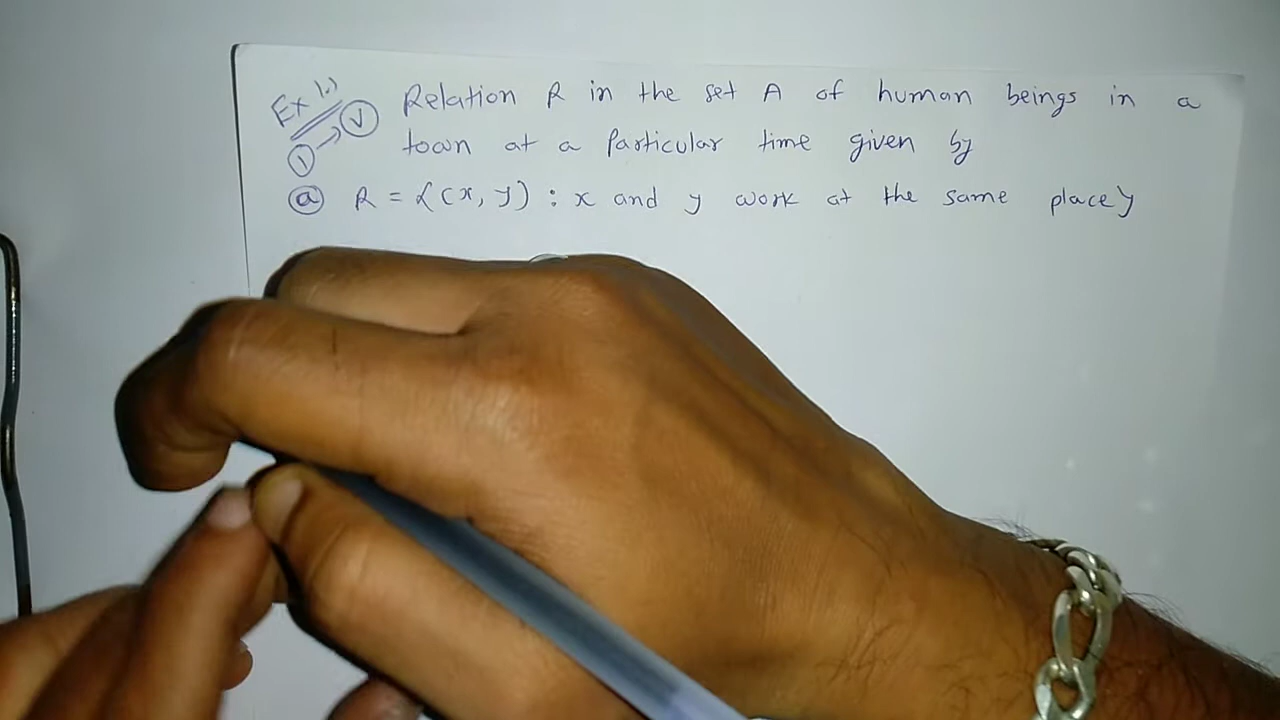 Ex 1.1 Relation R in the set A of human beings in a
① → ⓥ town at a Particular time given by
ⓐ R = {(x, y) : x and y work at the same place}